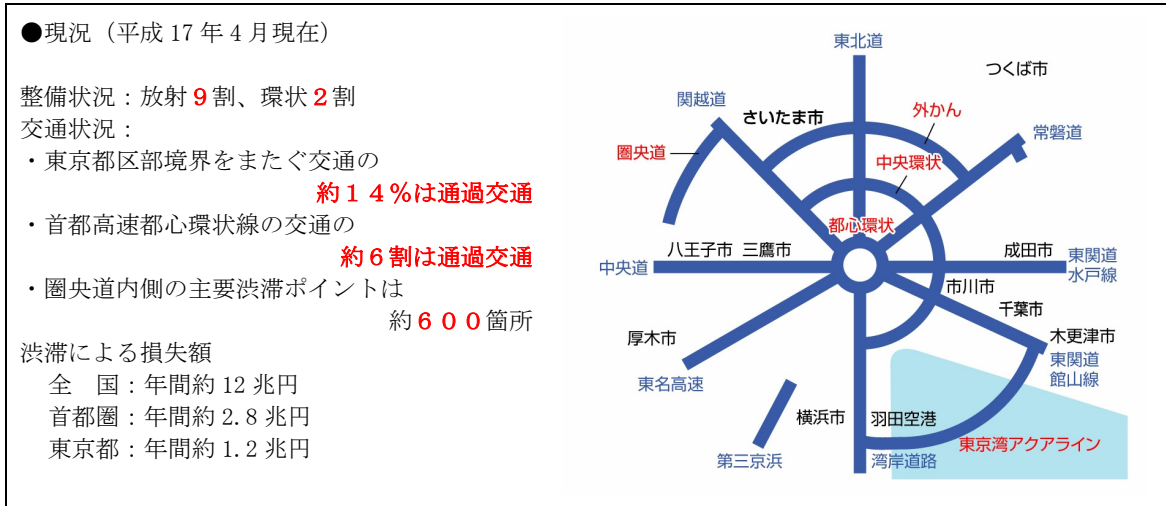 ●現況（平成 17 年 4 月現在）
整備状況：放射９割、環状２割
交通状況：
・東京都区部境界をまたぐ交通の
約１４%は通過交通
・首都高速都心環状線の交通の
約６割は通過交通
・圏央道内側の主要渋滞ポイントは
約６００箇所
渋滞による損失額
全　国：年間約 12 兆円
首都圏：年間約 2.8 兆円
東京都：年間約 1.2 兆円
東北道
つくば市
関越道
さいたま市
外かん
常磐道
圏央道
中央環状
都心環状
八王子市
三鷹市
成田市
中央道
東関道
水戸線
市川市
千葉市
厚木市
木更津市
東関道
館山線
東名高速
横浜市
羽田空港
東京湾アクアライン
第三京浜
湾岸道路